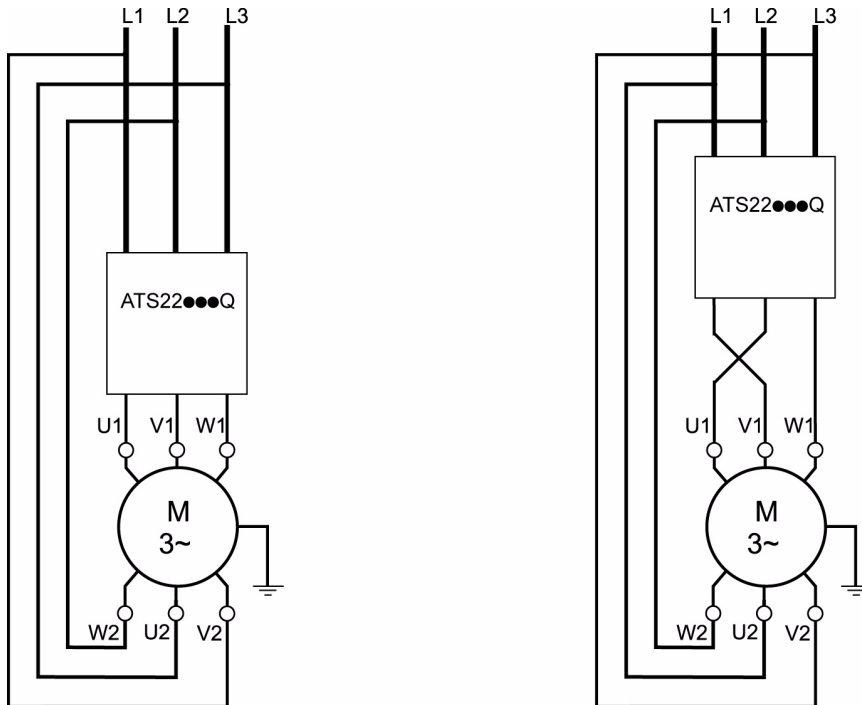 L1 L2 L3
ATS22●●●Q
U1 V1 W1
M
3~
W2 U2 V2
L1 L2 L3
ATS22●●●Q
U1 V1 W1
M
3~
W2 U2 V2